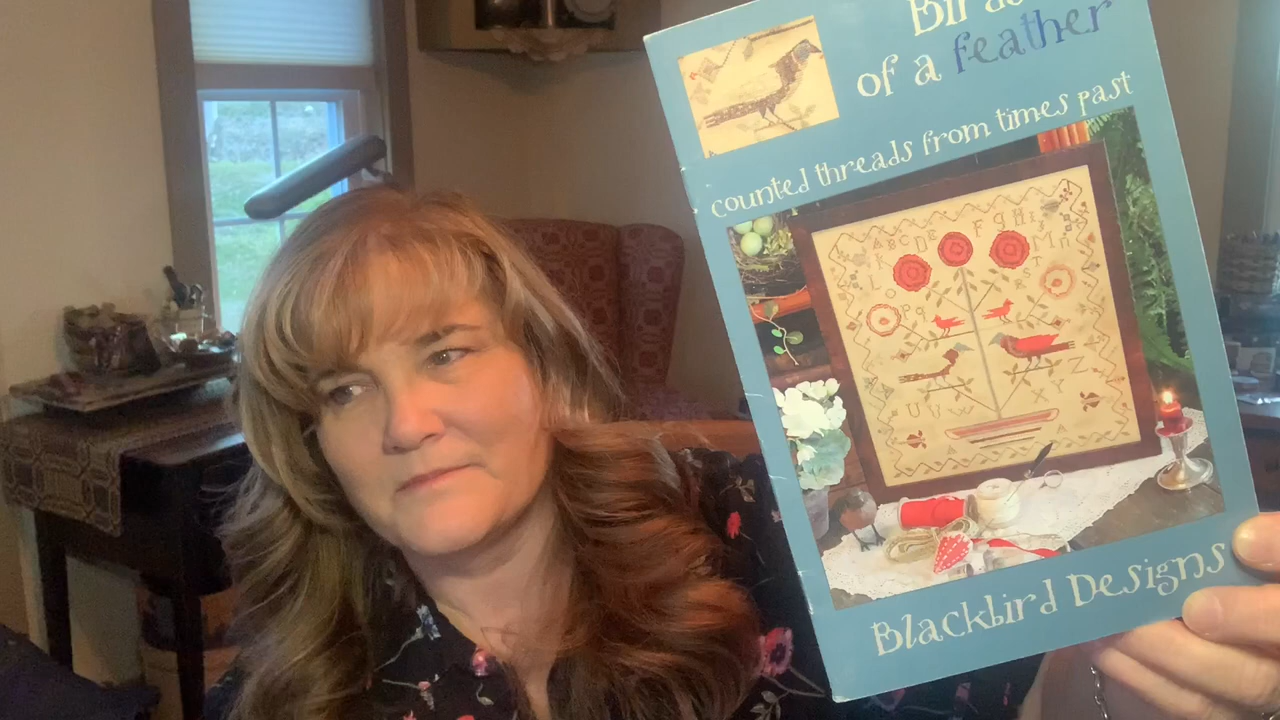 of a feather
counted threads from times past
Blackbird Designs